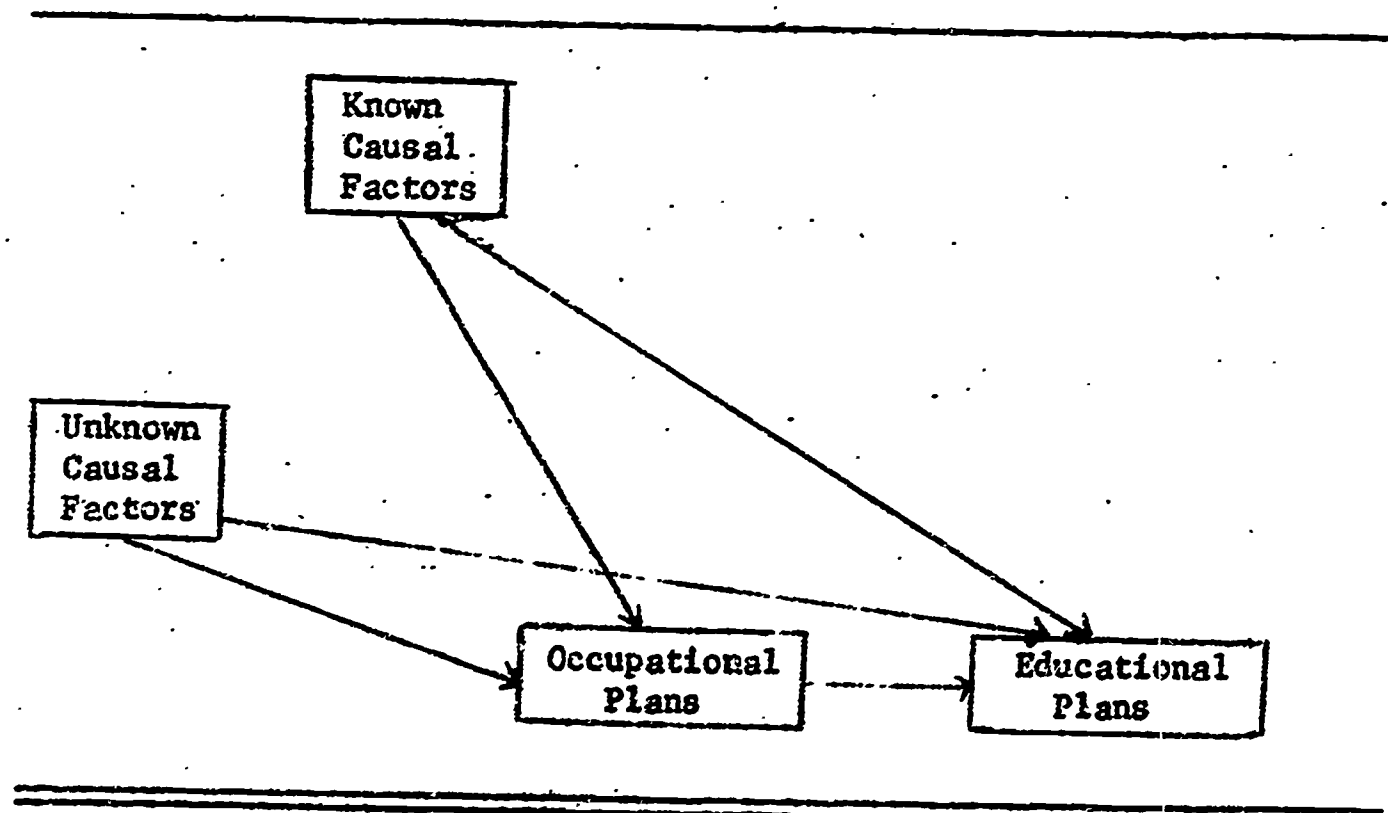 Known
Causal
Factors
Unknown
Causal
Factors
Occupational
Plans
Educational
Plans